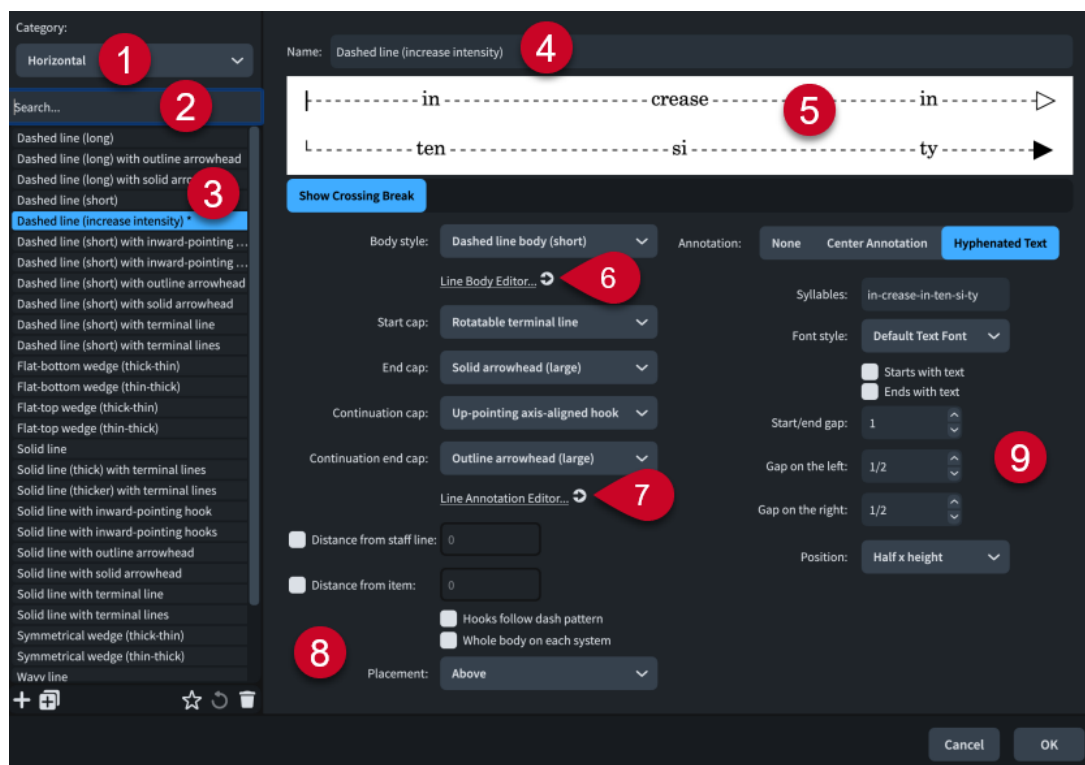 Category:
Horizontal
1
Search...
2
Dashed line (long)
Dashed line (long) with outline arrowhead
Dashed line (long) with solid arro
3
Dashed line (short)
Dashed line (increase intensity) *
Dashed line (short) with inward-pointing ...
Dashed line (short) with inward-pointing ...
Dashed line (short) with outline arrowhead
Dashed line (short) with solid arrowhead
Dashed line (short) with terminal line
Dashed line (short) with terminal lines
Flat-bottom wedge (thick-thin)
Flat-bottom wedge (thin-thick)
Flat-top wedge (thick-thin)
Flat-top wedge (thin-thick)
Solid line
Solid line (thick) with terminal lines
Solid line (thicker) with terminal lines
Solid line with inward-pointing hook
Solid line with inward-pointing hooks
Solid line with outline arrowhead
Solid line with solid arrowhead
Solid line with terminal line
Solid line with terminal lines
Symmetrical wedge (thick-thin)
Symmetrical wedge (thin-thick)
Wavy line
Name: Dashed line (increase intensity)
4
in crease in
5
ten si ty
Show Crossing Break
Body style: Dashed line body (short)
Line Body Editor...
6
Start cap: Rotatable terminal line
End cap: Solid arrowhead (large)
Continuation cap: Up-pointing axis-aligned hook
Continuation end cap: Outline arrowhead (large)
Line Annotation Editor...
7
Distance from staff line: 0
Distance from item: 0
Hooks follow dash pattern
Whole body on each system
8
Placement: Above
Annotation: None Center Annotation Hyphenated Text
Syllables: in-crease-in-ten-si-ty
Font style: Default Text Font
Starts with text
Ends with text
Start/end gap: 1
Gap on the left: 1/2
9
Gap on the right: 1/2
Position: Half x height
Cancel OK